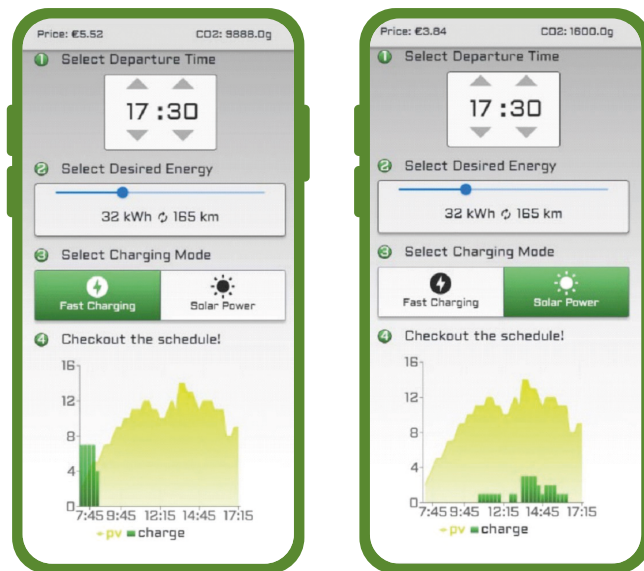 Price: €5.52 CO2: 9888.0g
1 Select Departure Time
17 :30
2 Select Desired Energy
32 kWh 165 km
3 Select Charging Mode
Fast Charging Solar Power
4 Checkout the schedule!
16
12
8
4
0
7:45 9:45 12:15 14:45 17:15
pv charge
Price: €3.84 CO2: 1600.0g
1 Select Departure Time
17 :30
2 Select Desired Energy
32 kWh 165 km
3 Select Charging Mode
Fast Charging Solar Power
4 Checkout the schedule!
16
12
8
4
0
7:45 9:45 12:15 14:45 17:15
pv charge